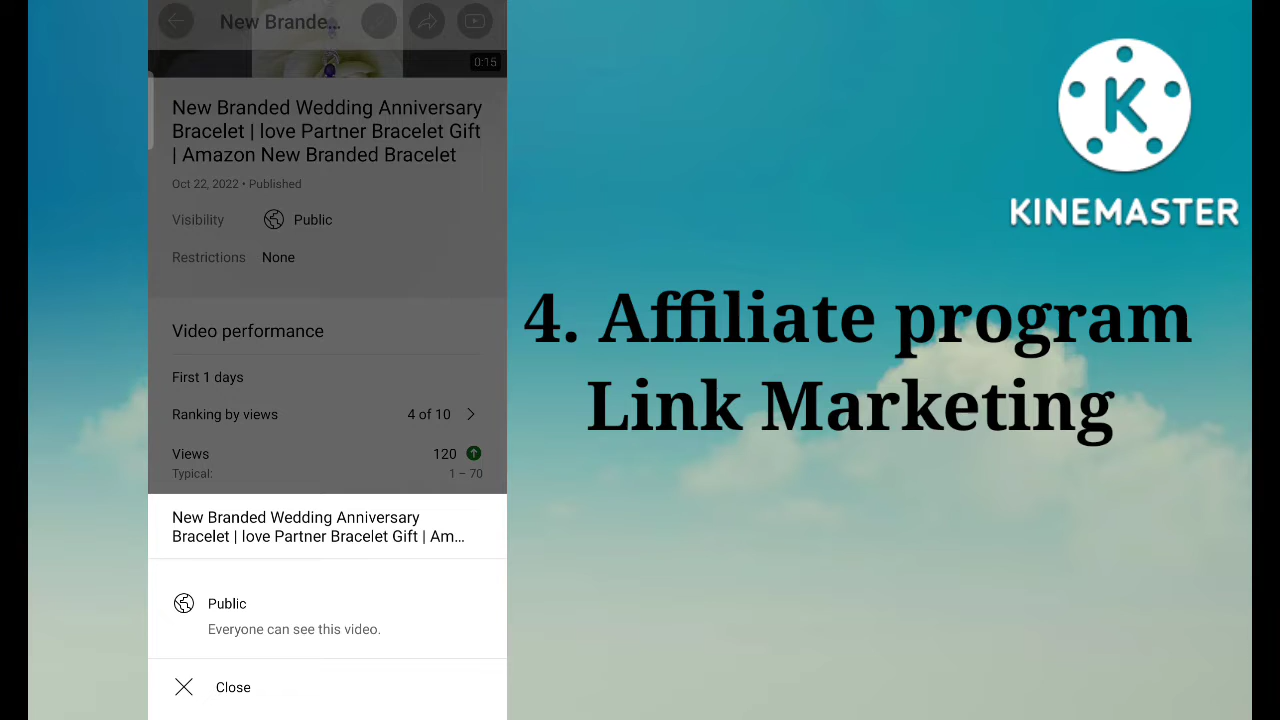 New Brande...
0:15
New Branded Wedding Anniversary
Bracelet | love Partner Bracelet Gift
| Amazon New Branded Bracelet
Oct 22, 2022 • Published
Visibility Public
Restrictions None
Video performance
First 1 days
Ranking by views 4 of 10
Views 120
Typical: 1 – 70
New Branded Wedding Anniversary
Bracelet | love Partner Bracelet Gift | Am...
Public
Everyone can see this video.
Close
K
KINEMASTER
4. Affiliate program
Link Marketing